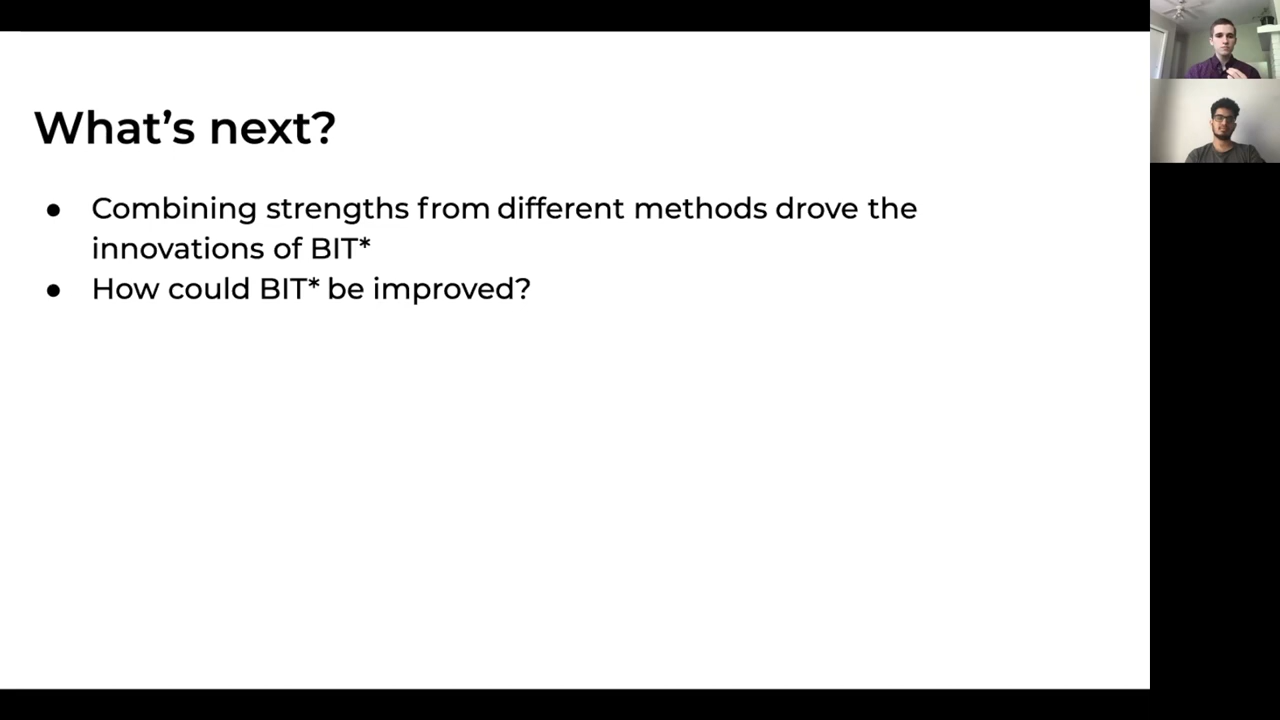 What’s next?
● Combining strengths from different methods drove the
innovations of BIT*
● How could BIT* be improved?